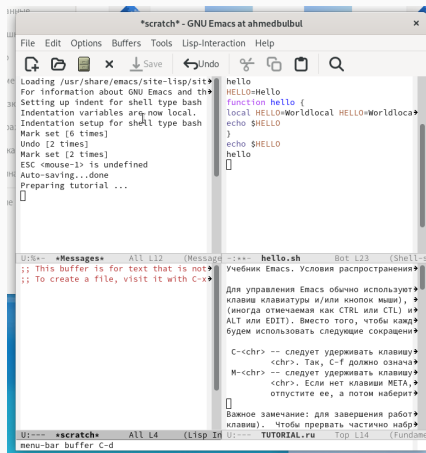 *scratch* - GNU Emacs at ahmedbulbul
File Edit Options Buffers Tools Lisp-Interaction Help
Save Undo
Loading /usr/share/emacs/site-lisp/sit
For information about GNU Emacs and th
Setting up indent for shell type bash
Indentation variables are now local.
Indentation setup for shell type bash
Mark set [6 times]
Undo [2 times]
Mark set [2 times]
ESC <mouse-1> is undefined
Auto-saving...done
Preparing tutorial ...
U:%*- *Messages* All L12 (Message
hello
HELLO=Hello
function hello {
local HELLO=Worldlocal HELLO=Worldloca
echo $HELLO
}
echo $HELLO
hello
-:**- hello.sh Bot L23 (Shell-s
;; This buffer is for text that is not
;; To create a file, visit it with C-x
U:--- *scratch* All L4 (Lisp In
Учебник Emacs. Условия распространения
Для управления Emacs обычно используют
клавиш клавиатуры и/или кнопок мыши),
(иногда отмечаемая как CTRL или CTL) и
ALT или EDIT). Вместо того, чтобы кажд
будем использовать следующие сокращени
C-<chr> -- следует удерживать клавишу
<chr>. Так, C-f должно означа
M-<chr> -- следует удерживать клавишу
<chr>. Если нет клавиши META,
отпустите ее, а потом наберит
Важное замечание: для завершения работ
клавиш). Чтобы прервать частично набр
U:--- TUTORIAL.ru Top L14 (Fundame
menu-bar buffer C-d